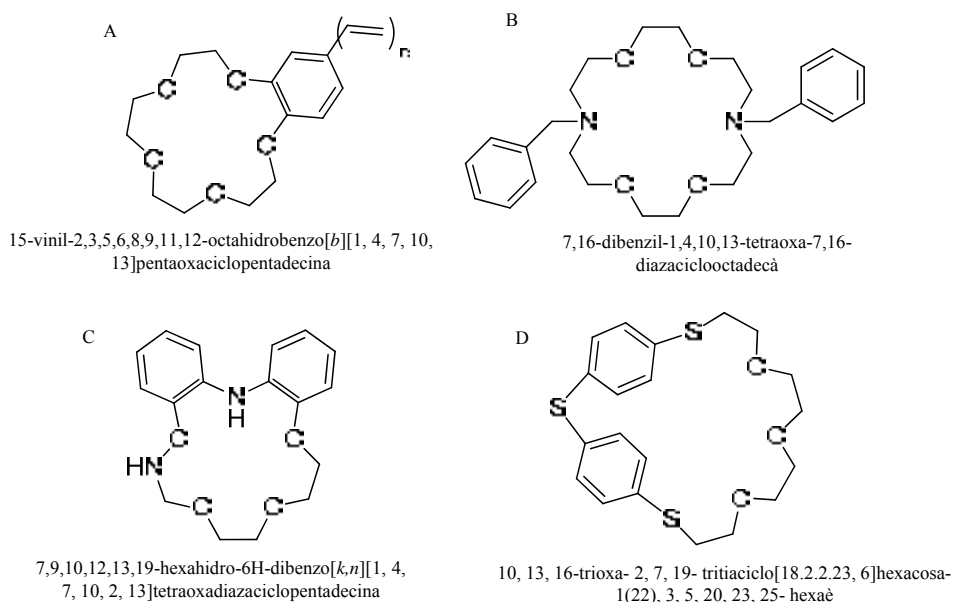 A
n
C
C
C
C
C
15-vinil-2,3,5,6,8,9,11,12-octahidrobenzo[b][1, 4, 7, 10,
13]pentaoxaciclopentadecina
B
C C
N N
C C
7,16-dibenzil-1,4,10,13-tetraoxa-7,16-
diazaciclooctadecà
C
N
H
C C
HN
C C
7,9,10,12,13,19-hexahidro-6H-dibenzo[k,n][1, 4,
7, 10, 2, 13]tetraoxadiazaciclopentadecina
D
S
C
S
C
C
S
10, 13, 16-trioxa- 2, 7, 19- tritiaciclo[18.2.2.23, 6]hexacosa-
1(22), 3, 5, 20, 23, 25- hexaè